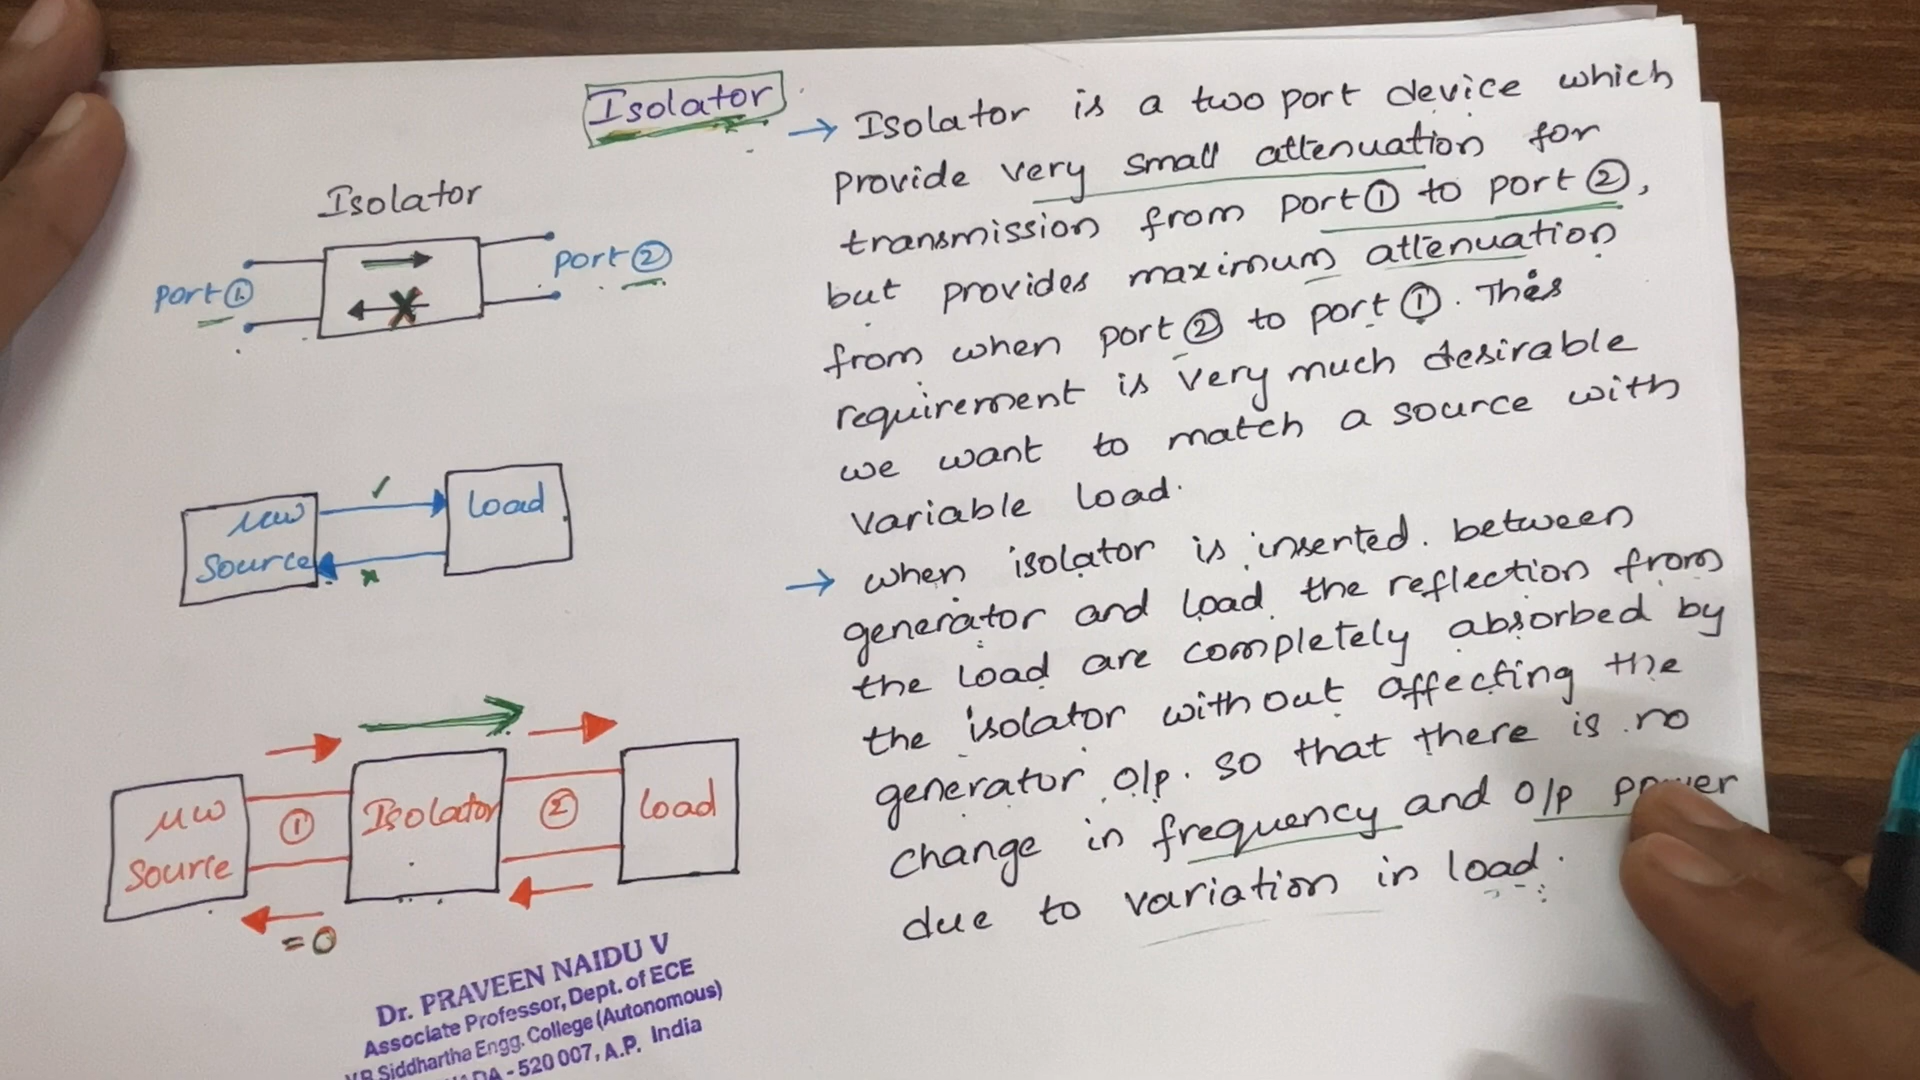 Isolator
Isolator
port ①
port ②
μw
Source
Load
μw
Source
①
Isolator
②
Load
=0
→ Isolator is a two port device which
provide very small attenuation for
transmission from port ① to port ②,
but provides maximum attenuation
from when port ② to port ①. This
requirement is very much desirable
we want to match a source with
variable load.
→ when isolator is inserted. between
generator and load the reflection from
the load are completely absorbed by
the isolator without affecting the
generator o/p. so that there is no
change in frequency and o/p power
due to variation in load.
Dr. PRAVEEN NAIDU V
Associate Professor, Dept. of ECE
Siddhartha Engg. College (Autonomous)
- 520 007, A.P. India